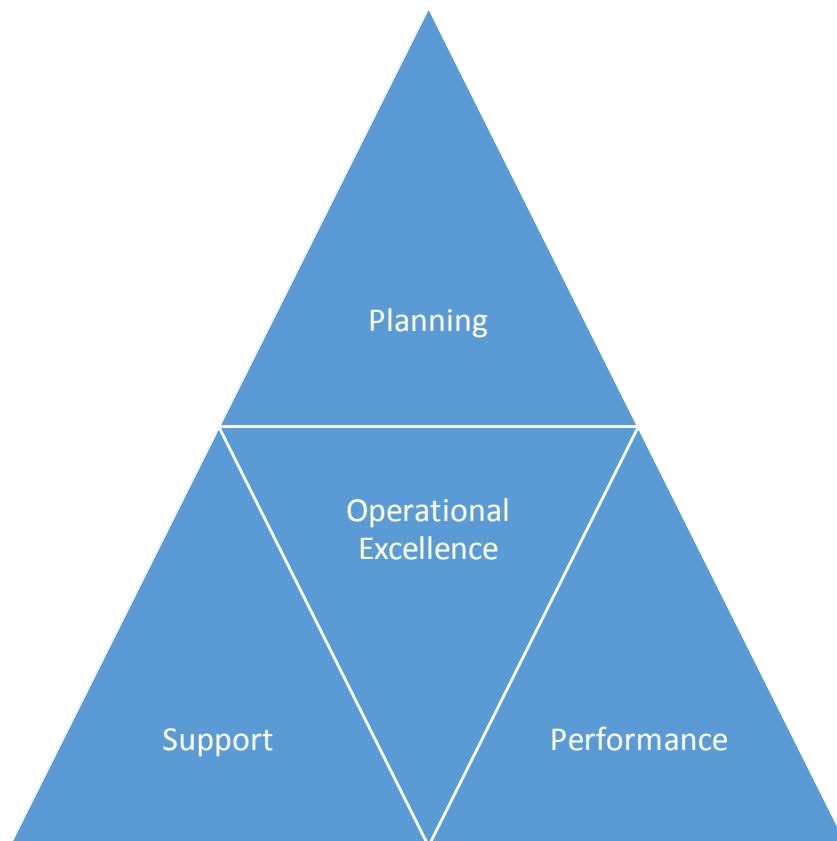 Planning
Operational
Excellence
Support
Performance